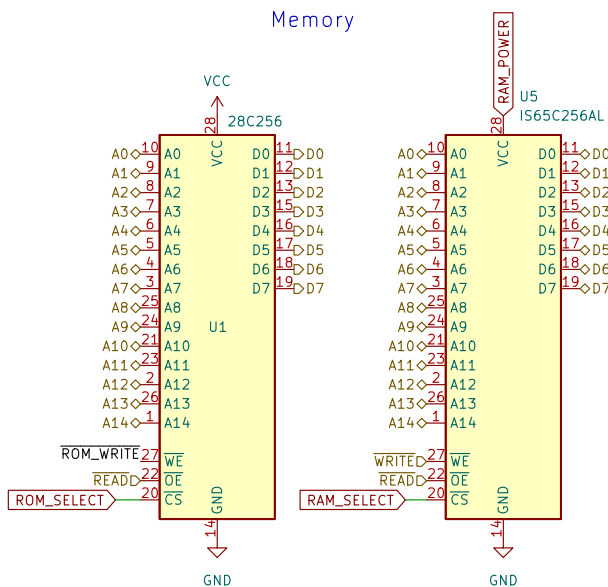 Memory
VCC
28
28C256
VCC
A0 10 A0 D0 11 D0
A1 9 A1 D1 12 D1
A2 8 A2 D2 13 D2
A3 7 A3 D3 15 D3
A4 6 A4 D4 16 D4
A5 5 A5 D5 17 D5
A6 4 A6 D6 18 D6
A7 3 A7 D7 19 D7
A8 25 A8
A9 24 A9
U1
A10 21 A10
A11 23 A11
A12 2 A12
A13 26 A13
A14 1 A14
ROM_WRITE 27 WE
READ 22 OE
ROM_SELECT 20 CS
GND
14
GND
RAM_POWER
U5
IS65C256AL
28
VCC
A0 10 A0 D0 11 D0
A1 9 A1 D1 12 D1
A2 8 A2 D2 13 D2
A3 7 A3 D3 15 D3
A4 6 A4 D4 16 D4
A5 5 A5 D5 17 D5
A6 4 A6 D6 18 D6
A7 3 A7 D7 19 D7
A8 25 A8
A9 24 A9
A10 21 A10
A11 23 A11
A12 2 A12
A13 26 A13
A14 1 A14
WRITE 27 WE
READ 22 OE
RAM_SELECT 20 CS
GND
14
GND